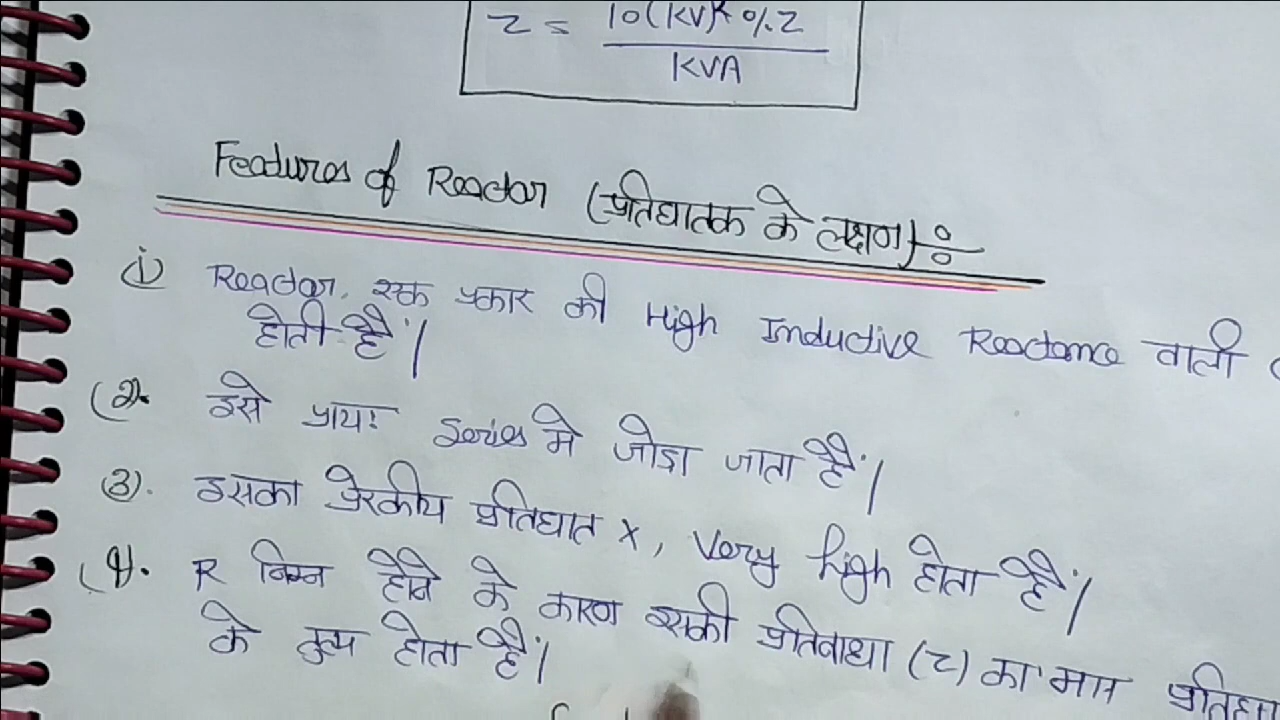 Z = 10(KV)² %Z
KVA
Features of Reactor (प्रतिघातक के लक्षण) ÷
(i) Reactor, एक प्रकार की High Inductive Reactance वाली
होती है।
(2). इसे प्रायः Series मे जोड़ा जाता है।
(3). इसका प्रेरकीय प्रतिघात X, Very high होता है।
(4). R निम्न होने के कारण इसकी प्रतिबाधा (Z) का मान
के तुल्य होता है।